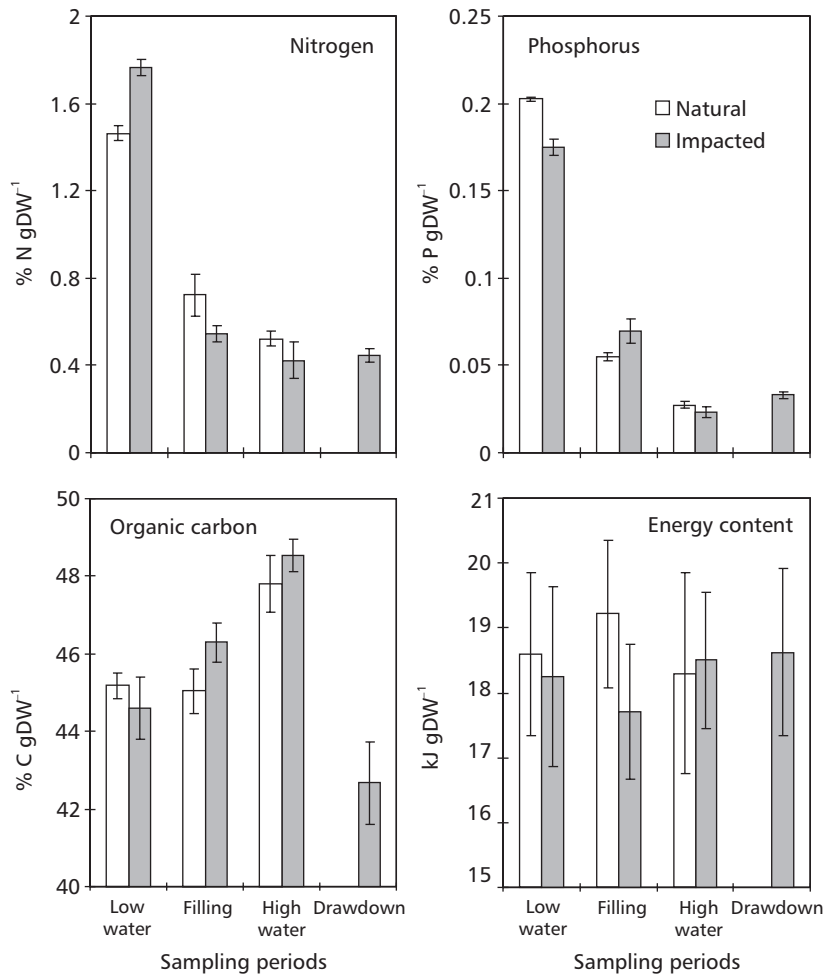 Nitrogen
% N gDW⁻¹
2
1.6
1.2
0.8
0.4
0
Phosphorus
Natural
Impacted
% P gDW⁻¹
0.25
0.2
0.15
0.1
0.05
0
Organic carbon
% C gDW⁻¹
50
48
46
44
42
40
Low
water
Filling
High
water
Drawdown
Sampling periods
Energy content
kJ gDW⁻¹
21
20
19
18
17
16
15
Low
water
Filling
High
water
Drawdown
Sampling periods